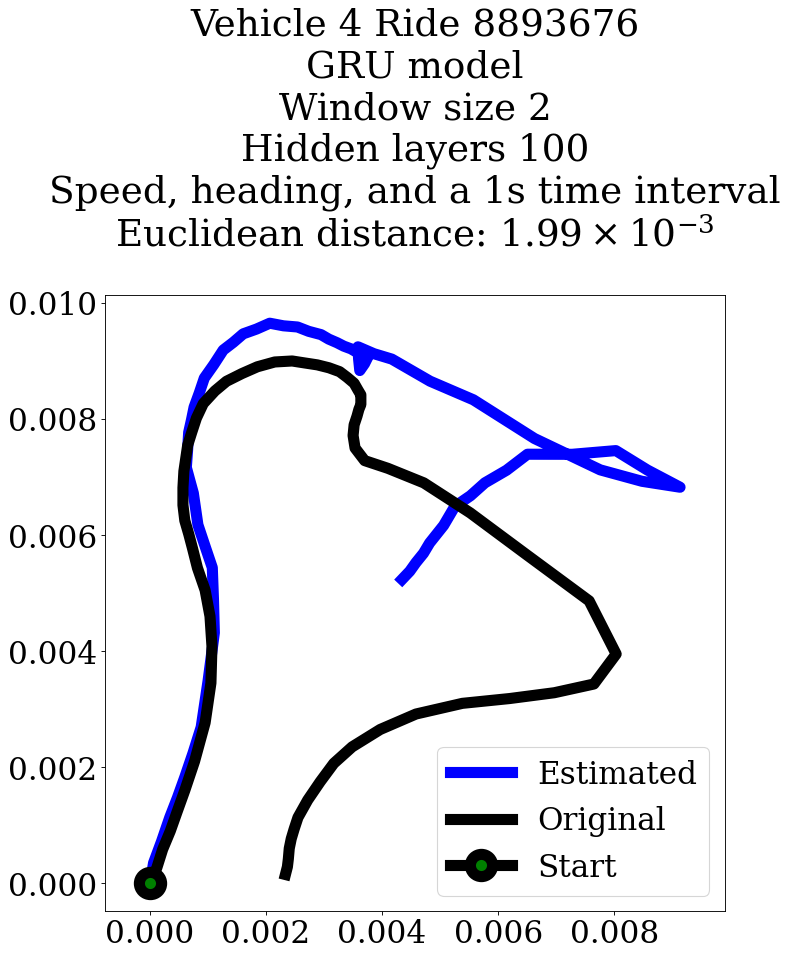 Vehicle 4 Ride 8893676
GRU model
Window size 2
Hidden layers 100
Speed, heading, and a 1s time interval
Euclidean distance: 1.99 × 10⁻³
0.010
0.008
0.006
0.004
0.002
0.000
Estimated
Original
Start
0.000 0.002 0.004 0.006 0.008